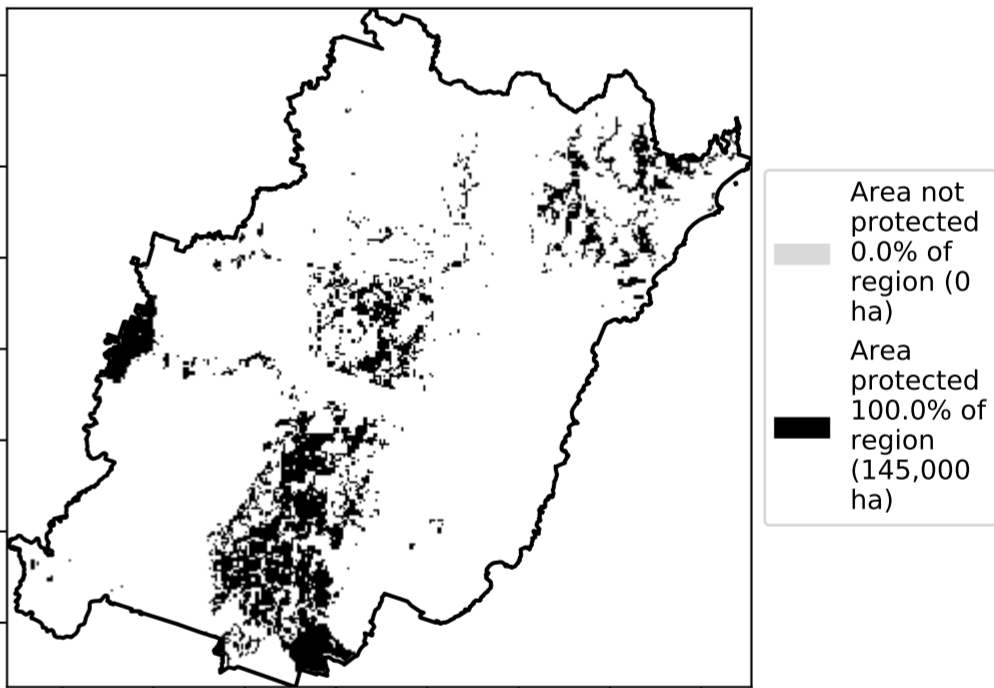 Area not
protected
0.0% of
region (0
ha)
Area
protected
100.0% of
region
(145,000
ha)